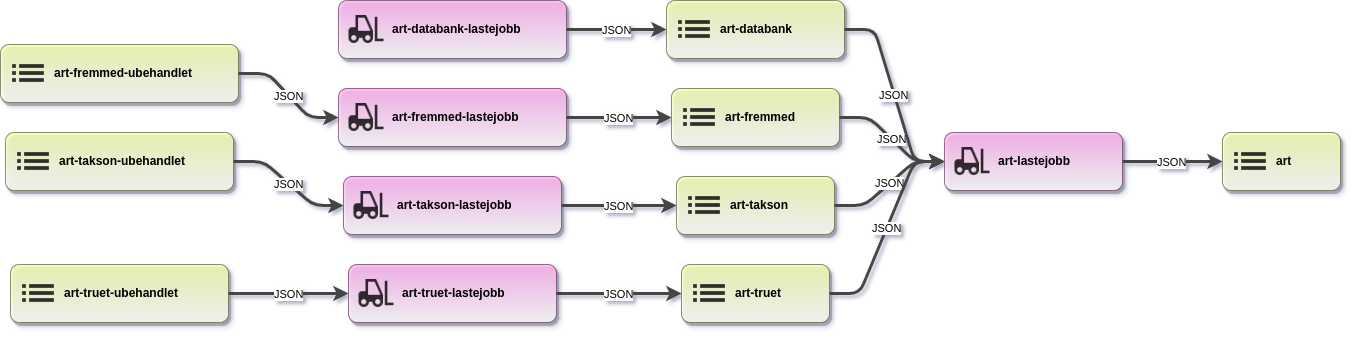 art-databank-lastejobb
JSON
art-databank
art-fremmed-ubehandlet
JSON
JSON
art-fremmed-lastejobb
JSON
art-fremmed
JSON
art-takson-ubehandlet
art-lastejobb
JSON
art
JSON
JSON
art-takson-lastejobb
JSON
art-takson
JSON
art-truet-ubehandlet
JSON
art-truet-lastejobb
JSON
art-truet